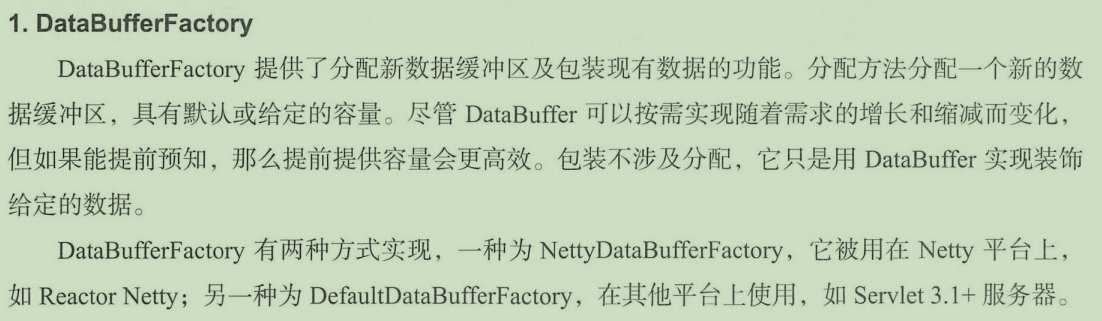 1. DataBufferFactory
DataBufferFactory 提供了分配新数据缓冲区及包装现有数据的功能。分配方法分配一个新的数
据缓冲区，具有默认或给定的容量。尽管 DataBuffer 可以按需实现随着需求的增长和缩减而变化，
但如果能提前预知，那么提前提供容量会更高效。包装不涉及分配，它只是用 DataBuffer 实现装饰
给定的数据。
DataBufferFactory 有两种方式实现，一种为 NettyDataBufferFactory，它被用在 Netty 平台上，
如 Reactor Netty；另一种为 DefaultDataBufferFactory，在其他平台上使用，如 Servlet 3.1+ 服务器。